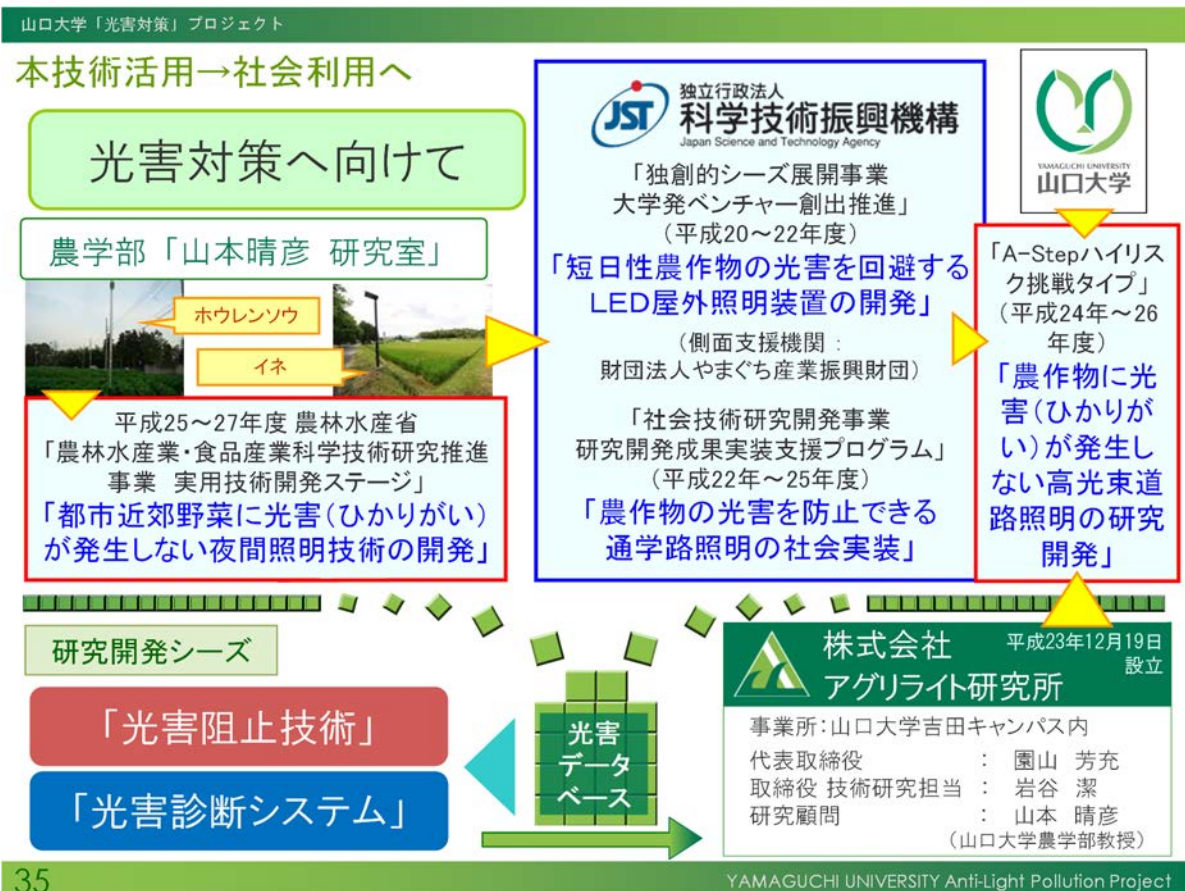 山口大学「光害対策」プロジェクト
本技術活用→社会利用へ
光害対策へ向けて
農学部「山本晴彦 研究室」
ホウレンソウ
イネ
平成25～27年度 農林水産省
「農林水産業・食品産業科学技術研究推進
事業 実用技術開発ステージ」
「都市近郊野菜に光害(ひかりがい)
が発生しない夜間照明技術の開発」
JST
独立行政法人
科学技術振興機構
Japan Science and Technology Agency
「独創的シーズ展開事業
大学発ベンチャー創出推進」
(平成20～22年度)
「短日性農作物の光害を回避する
LED屋外照明装置の開発」
(側面支援機関:
財団法人やまぐち産業振興財団)
「社会技術研究開発事業
研究開発成果実装支援プログラム」
(平成22年～25年度)
「農作物の光害を防止できる
通学路照明の社会実装」
YAMAGUCHI UNIVERSITY
山口大学
「A-Stepハイリス
ク挑戦タイプ」
(平成24年～26
年度)
「農作物に光
害(ひかりが
い)が発生し
ない高光束道
路照明の研究
開発」
研究開発シーズ
「光害阻止技術」
「光害診断システム」
光害
データ
ベース
株式会社
アグリライト研究所
平成23年12月19日
設立
事業所:山口大学吉田キャンパス内
代表取締役 : 園山 芳充
取締役 技術研究担当 : 岩谷 潔
研究顧問 : 山本 晴彦
(山口大学農学部教授)
35
YAMAGUCHI UNIVERSITY Anti-Light Pollution Project